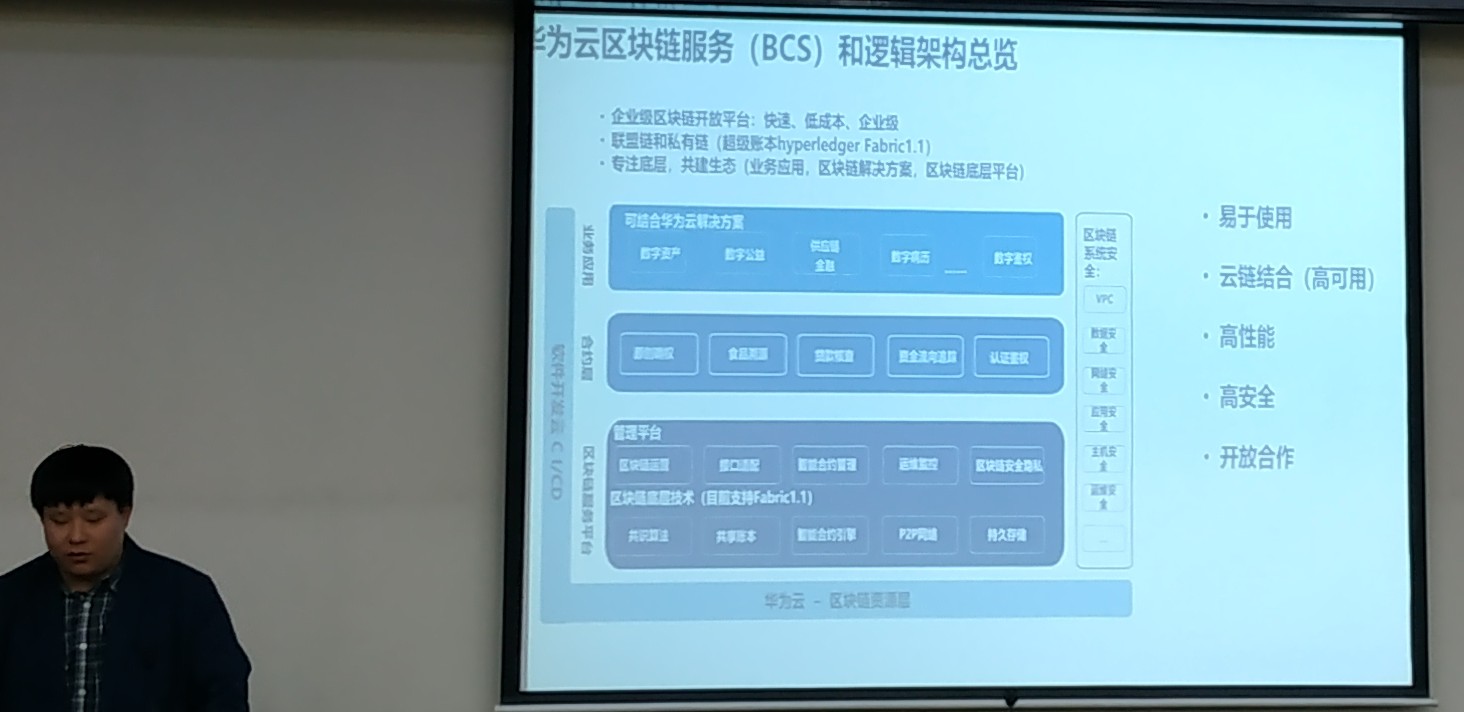 华为云区块链服务（BCS）和逻辑架构总览
· 企业级区块链开放平台：快速、低成本、企业级
· 联盟链和私有链（超级账本hyperledger Fabric1.1）
· 专注底层，共建生态（业务应用，区块链解决方案，区块链底层平台）
软件开发云 CI/CD
业务应用
可结合华为云解决方案
数字资产
数字公益
供应链
金融
数字病历
......
数字鉴权
合约层
食品溯源
贷款核查
资金流向追踪
认证鉴权
区块链服务平台
管理平台
区块链运营
接口适配
智能合约管理
运维监控
区块链安全隐私
区块链底层技术（目前支持Fabric1.1）
共识算法
共享账本
智能合约引擎
P2P网络
持久存储
区块链
系统安
全：
VPC
数据安
全
网络安
全
应用安
全
主机安
全
运维安
全
...
华为云 – 区块链资源层
· 易于使用
· 云链结合（高可用）
· 高性能
· 高安全
· 开放合作